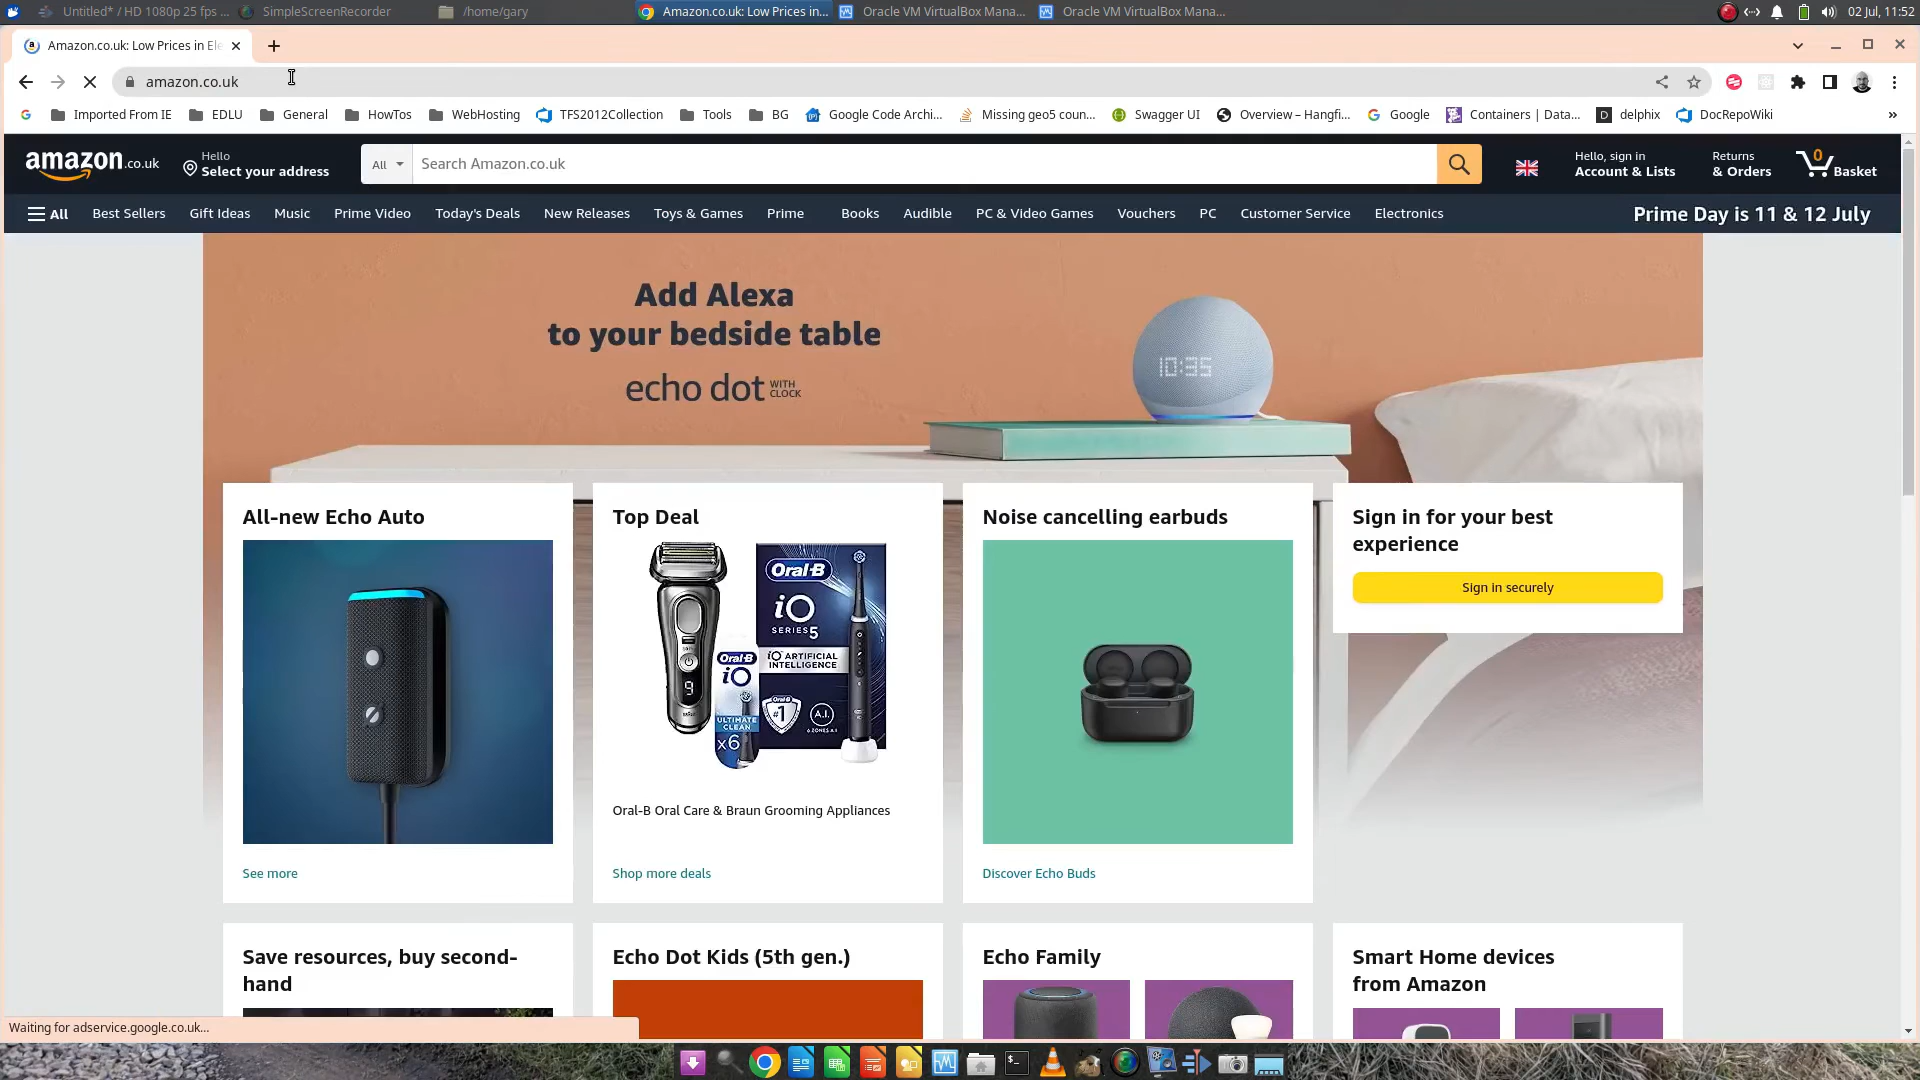 Untitled* / HD 1080p 25 fps ...
SimpleScreenRecorder
/home/gary
Amazon.co.uk: Low Prices in...
Oracle VM VirtualBox Mana...
Oracle VM VirtualBox Mana...
02 Jul, 11:52
Amazon.co.uk: Low Prices in Ele
amazon.co.uk
Imported From IE
EDLU
General
HowTos
WebHosting
TFS2012Collection
Tools
BG
Google Code Archi...
Missing geo5 coun...
Swagger UI
Overview – Hangfi...
Google
Containers | Data...
delphix
DocRepoWiki
»
amazon.co.uk
Hello
Select your address
All
Search Amazon.co.uk
Hello, sign in
Account & Lists
Returns
& Orders
0
Basket
All
Best Sellers
Gift Ideas
Music
Prime Video
Today's Deals
New Releases
Toys & Games
Prime
Books
Audible
PC & Video Games
Vouchers
PC
Customer Service
Electronics
Prime Day is 11 & 12 July
Add Alexa
to your bedside table
echo dot WITH CLOCK
10:35
All-new Echo Auto
Top Deal
Noise cancelling earbuds
Sign in for your best
experience
Sign in securely
Oral-B
iO
SERIES 5
iO ARTIFICIAL
INTELLIGENCE
Oral-B
iO
ULTIMATE
CLEAN
x6
#1
A.I.
9
BRAUN
Oral-B Oral Care & Braun Grooming Appliances
See more
Shop more deals
Discover Echo Buds
Save resources, buy second-
hand
Echo Dot Kids (5th gen.)
Echo Family
Smart Home devices
from Amazon
Waiting for adservice.google.co.uk...